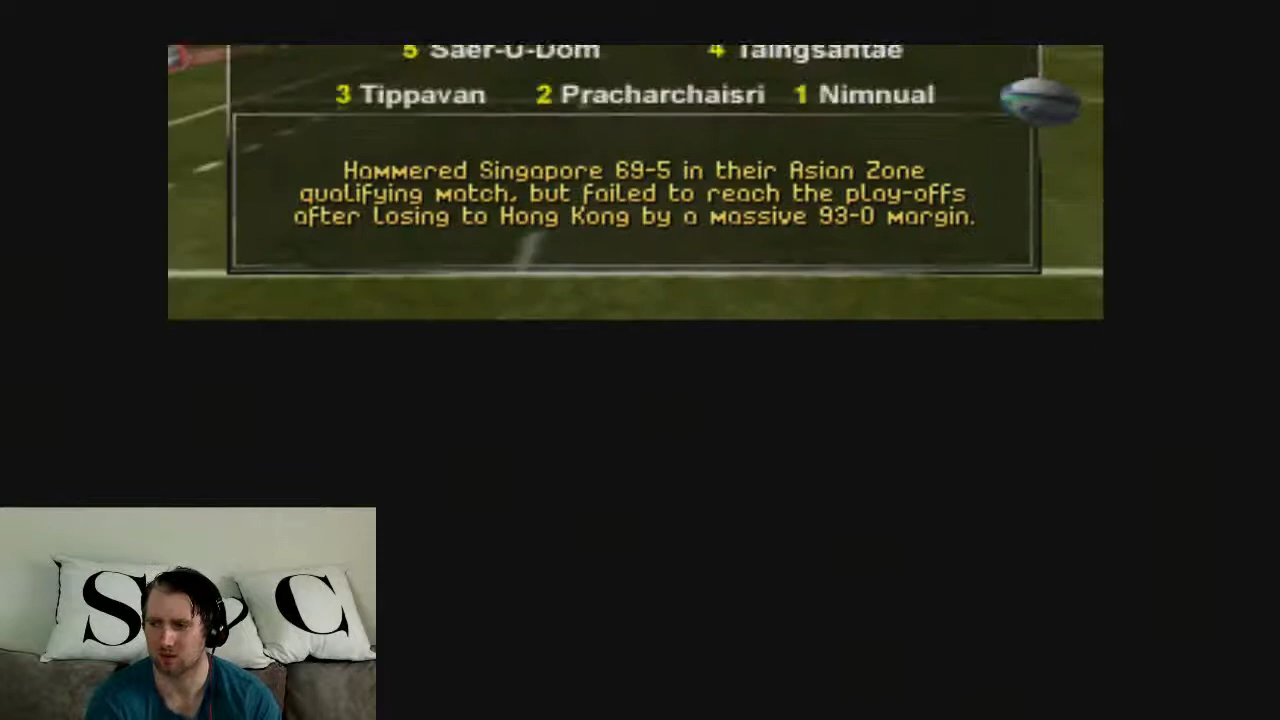 5 Saer-U-Dom 4 Taingsantae
3 Tippavan 2 Pracharchaisri 1 Nimnual
Hammered Singapore 69-5 in their Asian Zone
qualifying match, but failed to reach the play-offs
after losing to Hong Kong by a massive 93-0 margin.
S C